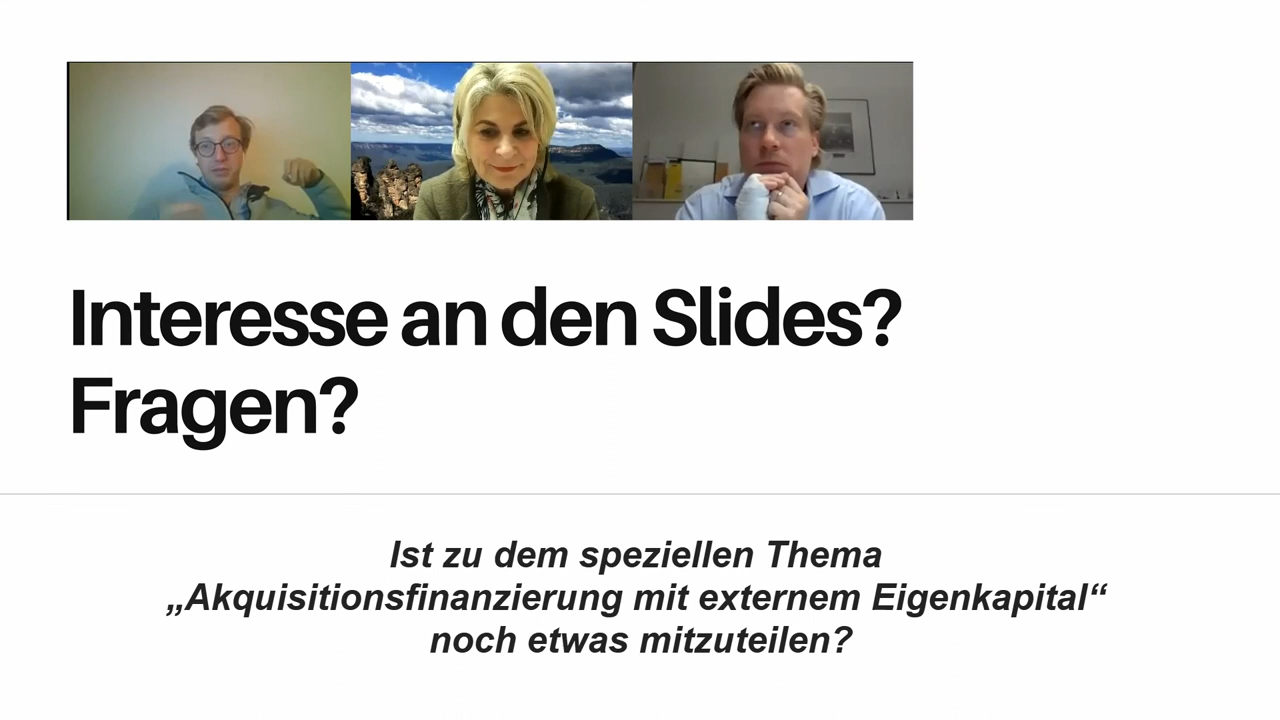 Interesse an den Slides?
Fragen?
Ist zu dem speziellen Thema
„Akquisitionsfinanzierung mit externem Eigenkapital“
noch etwas mitzuteilen?